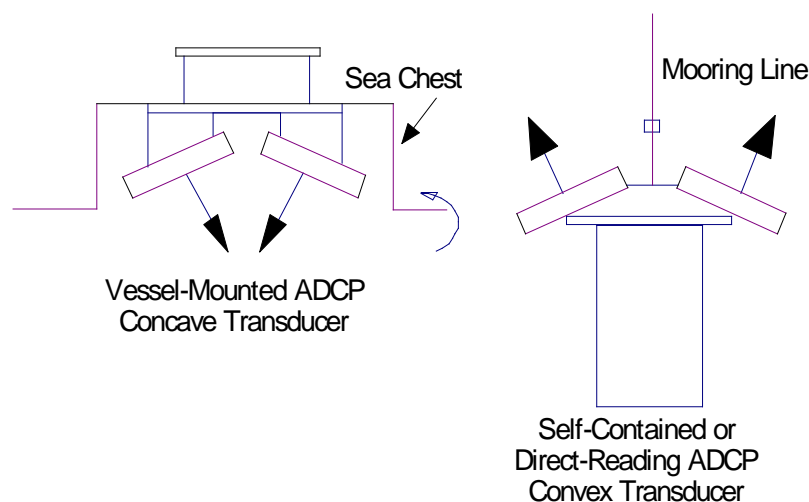 Sea Chest
Mooring Line
Vessel-Mounted ADCP
Concave Transducer
Self-Contained or
Direct-Reading ADCP
Convex Transducer